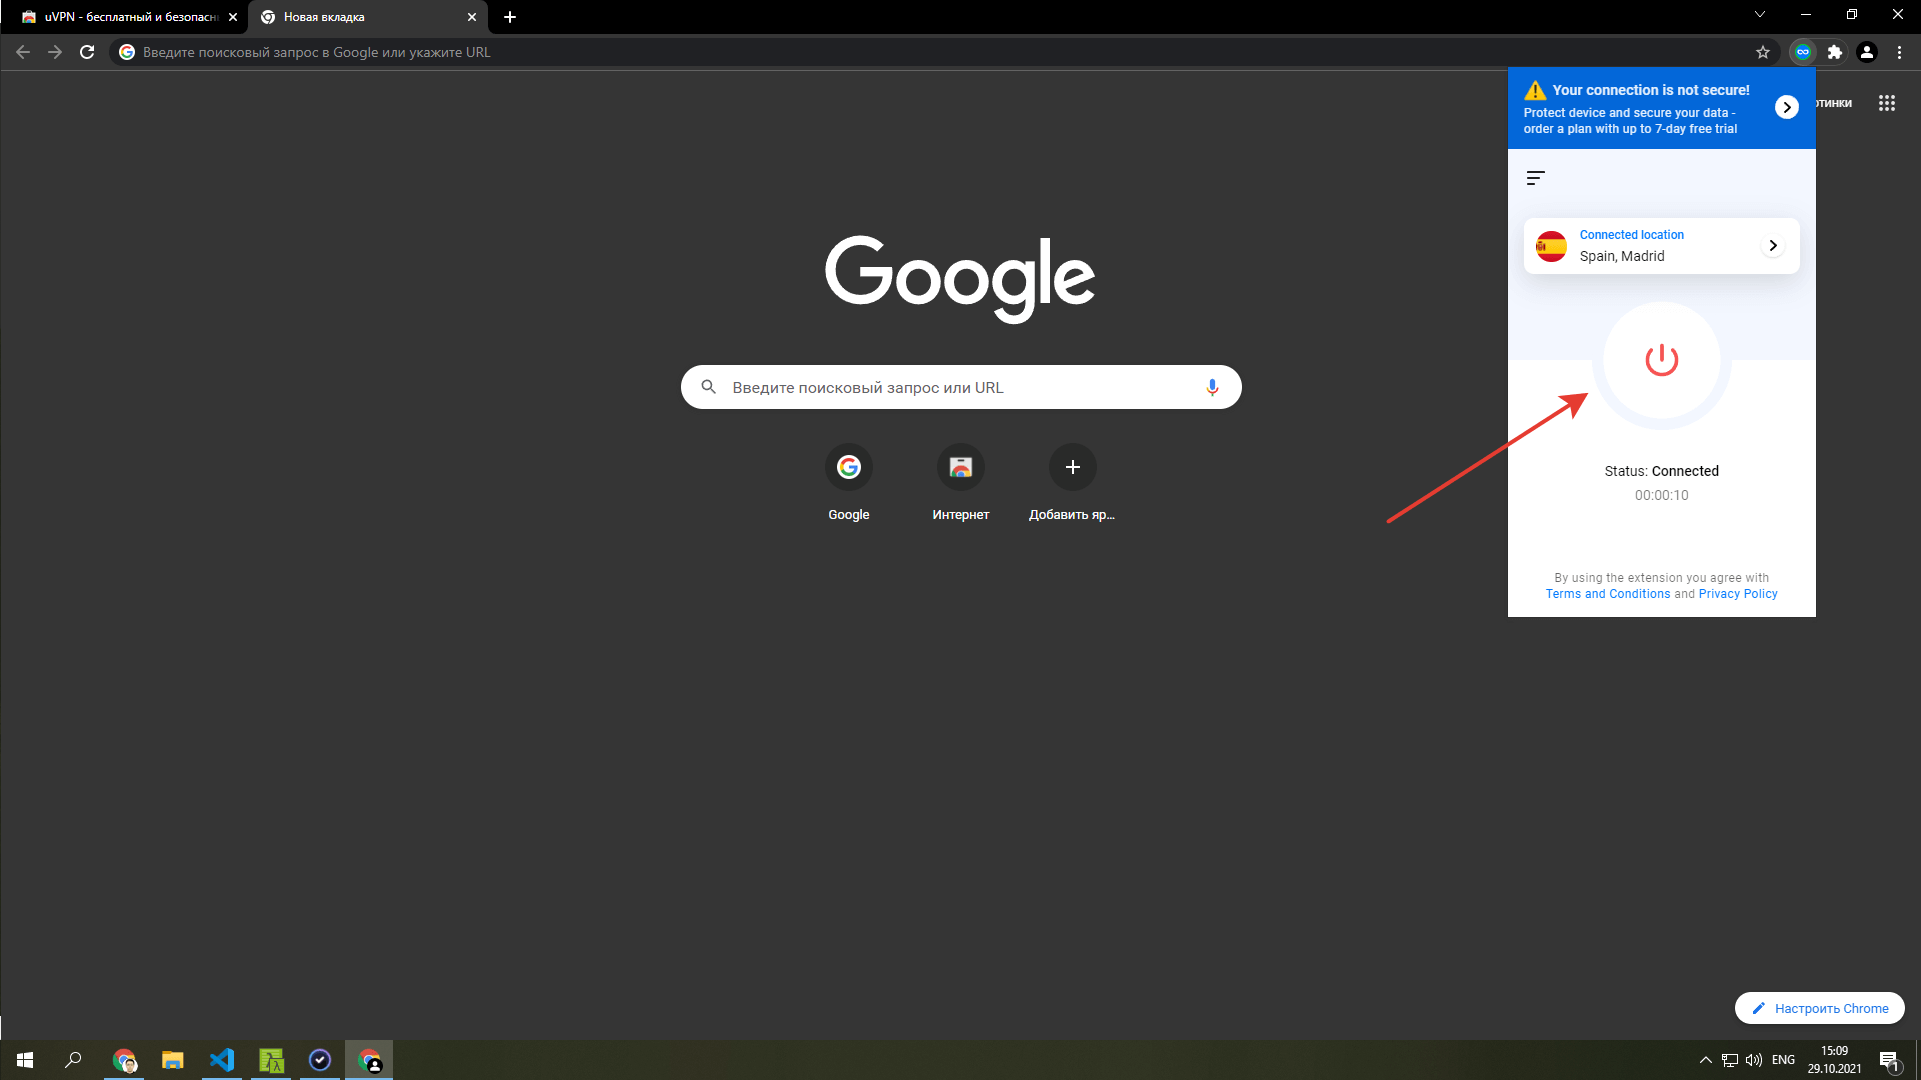 uVPN - бесплатный и безопасн
Новая вкладка
Введите поисковый запрос в Google или укажите URL
Your connection is not secure!
Protect device and secure your data -
order a plan with up to 7-day free trial
Connected location
Spain, Madrid
Google
Введите поисковый запрос или URL
Google
Интернет
Добавить яр...
Status: Connected
00:00:10
By using the extension you agree with
Terms and Conditions and Privacy Policy
Настроить Chrome
ENG
15:09
29.10.2021
1